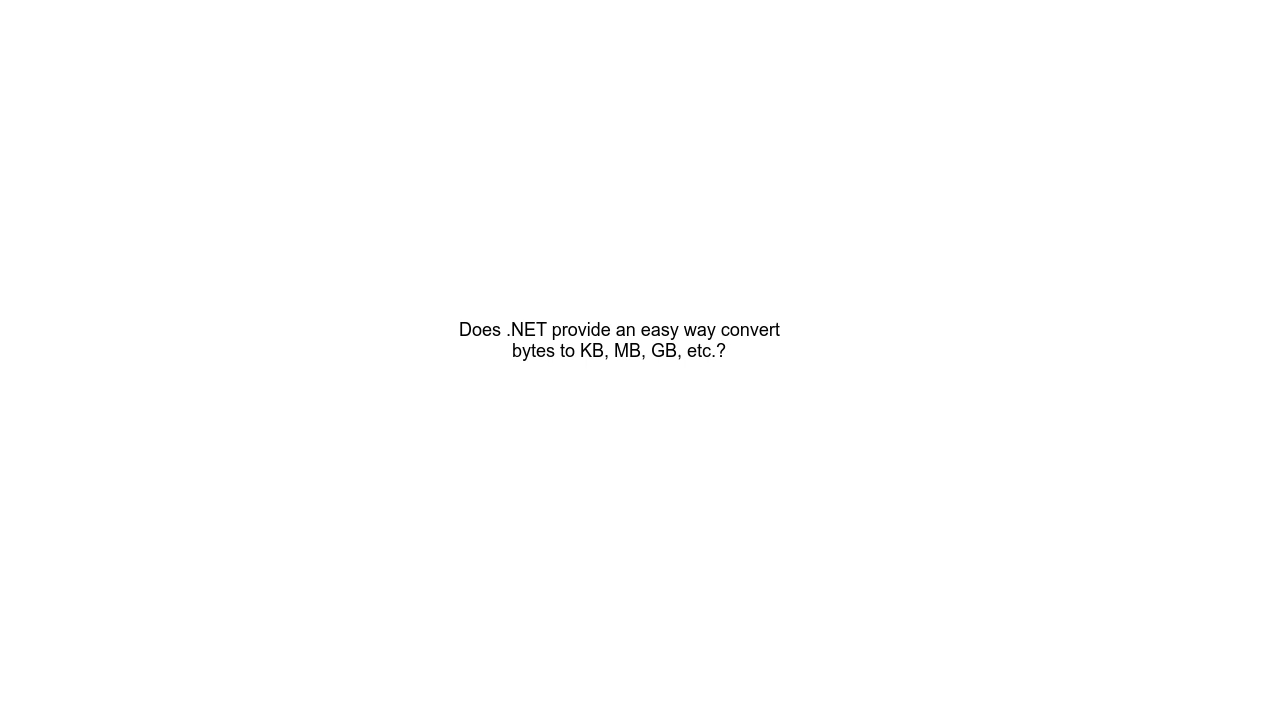 Does .NET provide an easy way convert
bytes to KB, MB, GB, etc.?